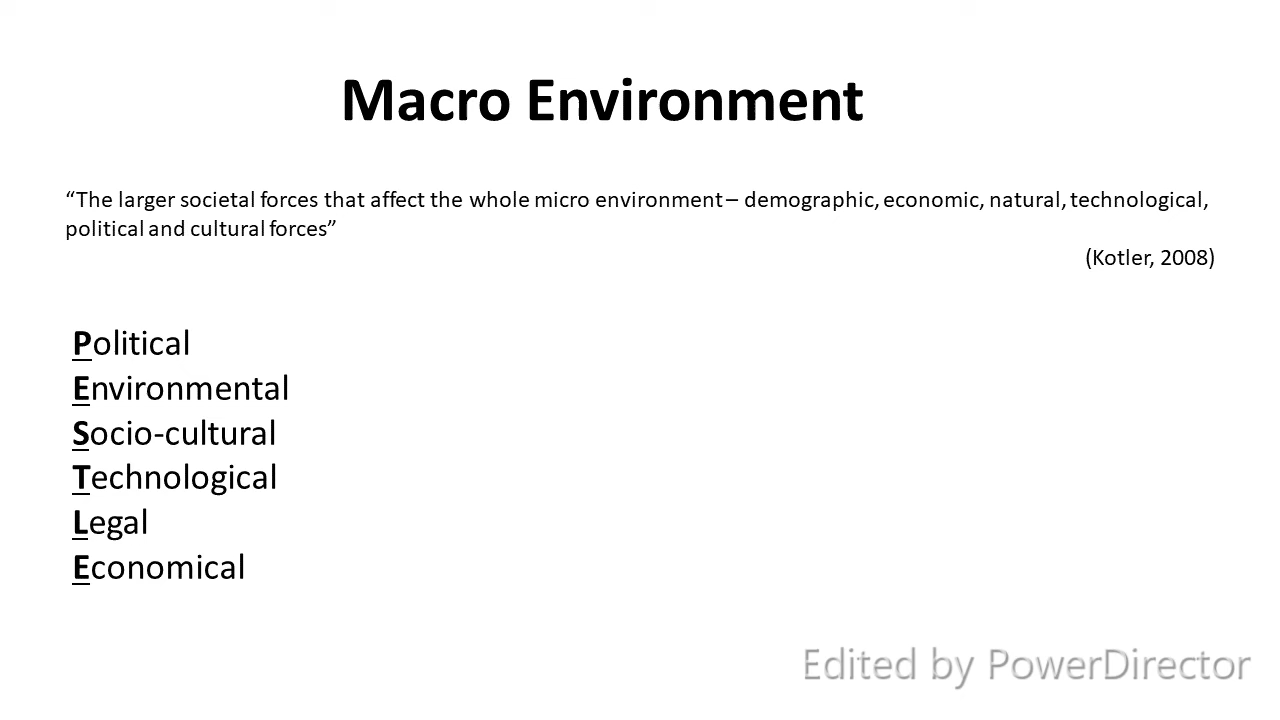 Macro Environment
“The larger societal forces that affect the whole micro environment – demographic, economic, natural, technological,
political and cultural forces”
(Kotler, 2008)
Political
Environmental
Socio-cultural
Technological
Legal
Economical
Edited by PowerDirector